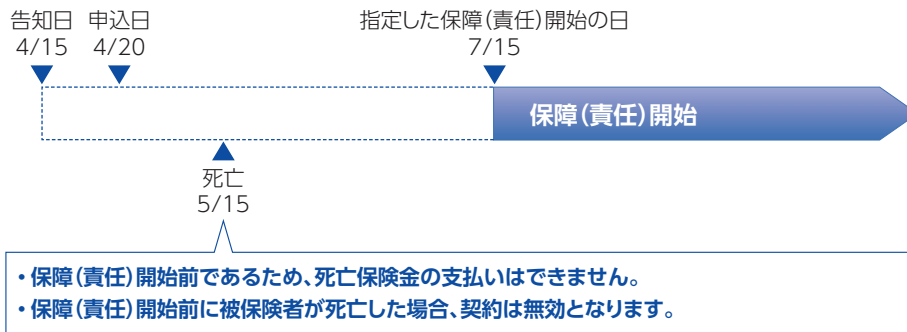 告知日 申込日 指定した保障(責任)開始の日
4/15 4/20 7/15
保障(責任)開始
死亡
5/15
・保障(責任)開始前であるため、死亡保険金の支払いはできません。
・保障(責任)開始前に被保険者が死亡した場合、契約は無効となります。